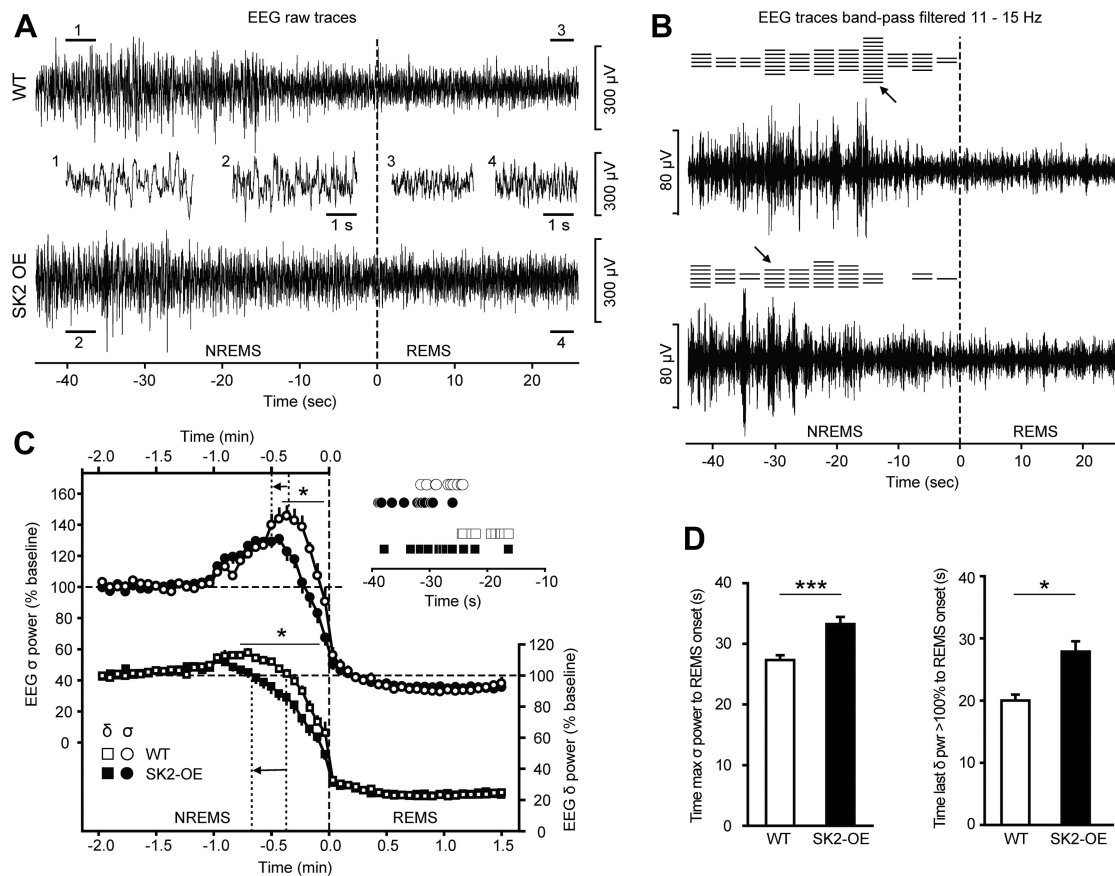 A
EEG raw traces
1
3
WT
300 µV
1
2
3
4
300 µV
1 s
1 s
SK2 OE
300 µV
2
4
NREMS
REMS
-40
-30
-20
-10
0
10
20
Time (sec)
B
EEG traces band-pass filtered 11 - 15 Hz
80 µV
80 µV
NREMS
REMS
-40
-30
-20
-10
0
10
20
Time (sec)
C
Time (min)
-2.0
-1.5
-1.0
-0.5
0.0
160
140
120
100
80
60
40
20
0
EEG σ power (% baseline)
*
*
-40
-30
-20
-10
Time (s)
120
100
80
60
40
20
0
EEG δ power (% baseline)
δ σ
WT
SK2-OE
NREMS
REMS
-2.0
-1.5
-1.0
-0.5
0.0
0.5
1.0
1.5
Time (min)
D
Time max σ power to REMS onset (s)
40
30
20
10
0
***
WT
SK2-OE
Time last δ pwr >100% to REMS onset (s)
40
30
20
10
0
*
WT
SK2-OE